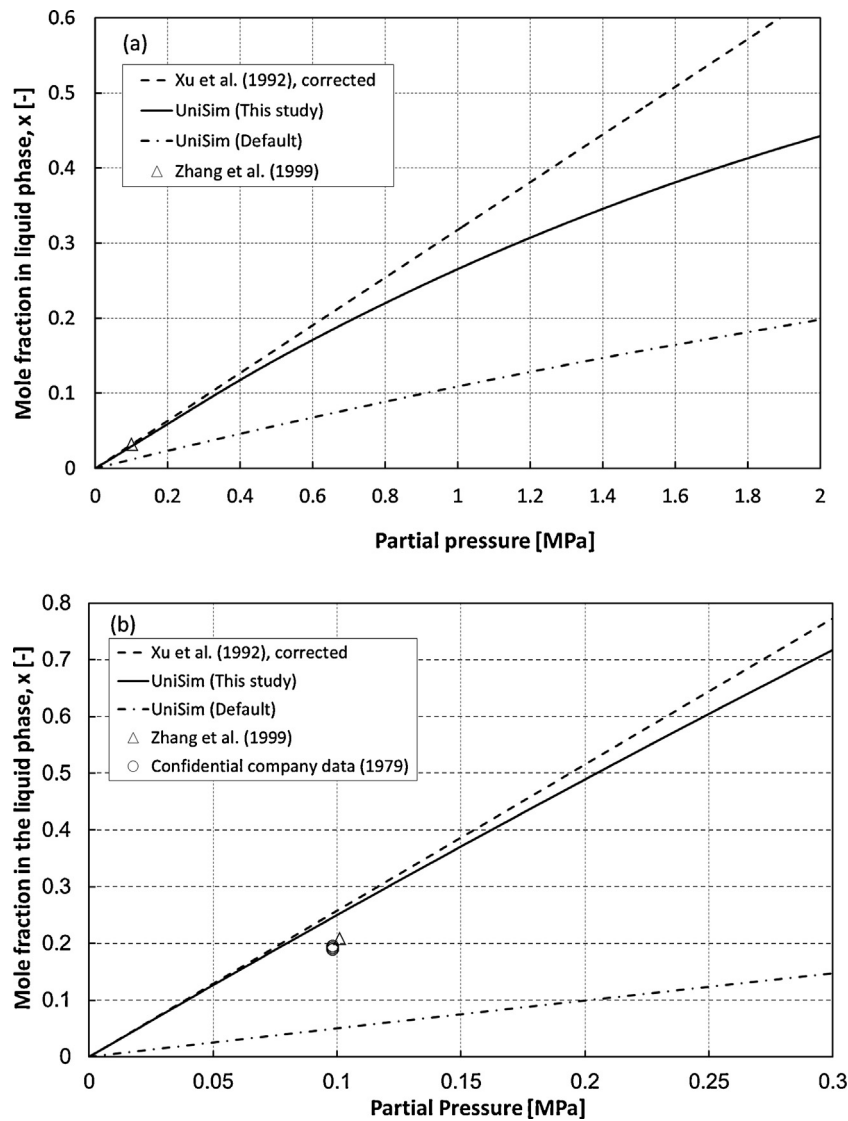 (a)
Xu et al. (1992), corrected
UniSim (This study)
UniSim (Default)
Zhang et al. (1999)
Mole fraction in liquid phase, x [-]
0.6
0.5
0.4
0.3
0.2
0.1
0
0 0.2 0.4 0.6 0.8 1 1.2 1.4 1.6 1.8 2
Partial pressure [MPa]
(b)
Xu et al. (1992), corrected
UniSim (This study)
UniSim (Default)
Zhang et al. (1999)
Confidential company data (1979)
Mole fraction in the liquid phase, x [-]
0.8
0.7
0.6
0.5
0.4
0.3
0.2
0.1
0
0 0.05 0.1 0.15 0.2 0.25 0.3
Partial Pressure [MPa]